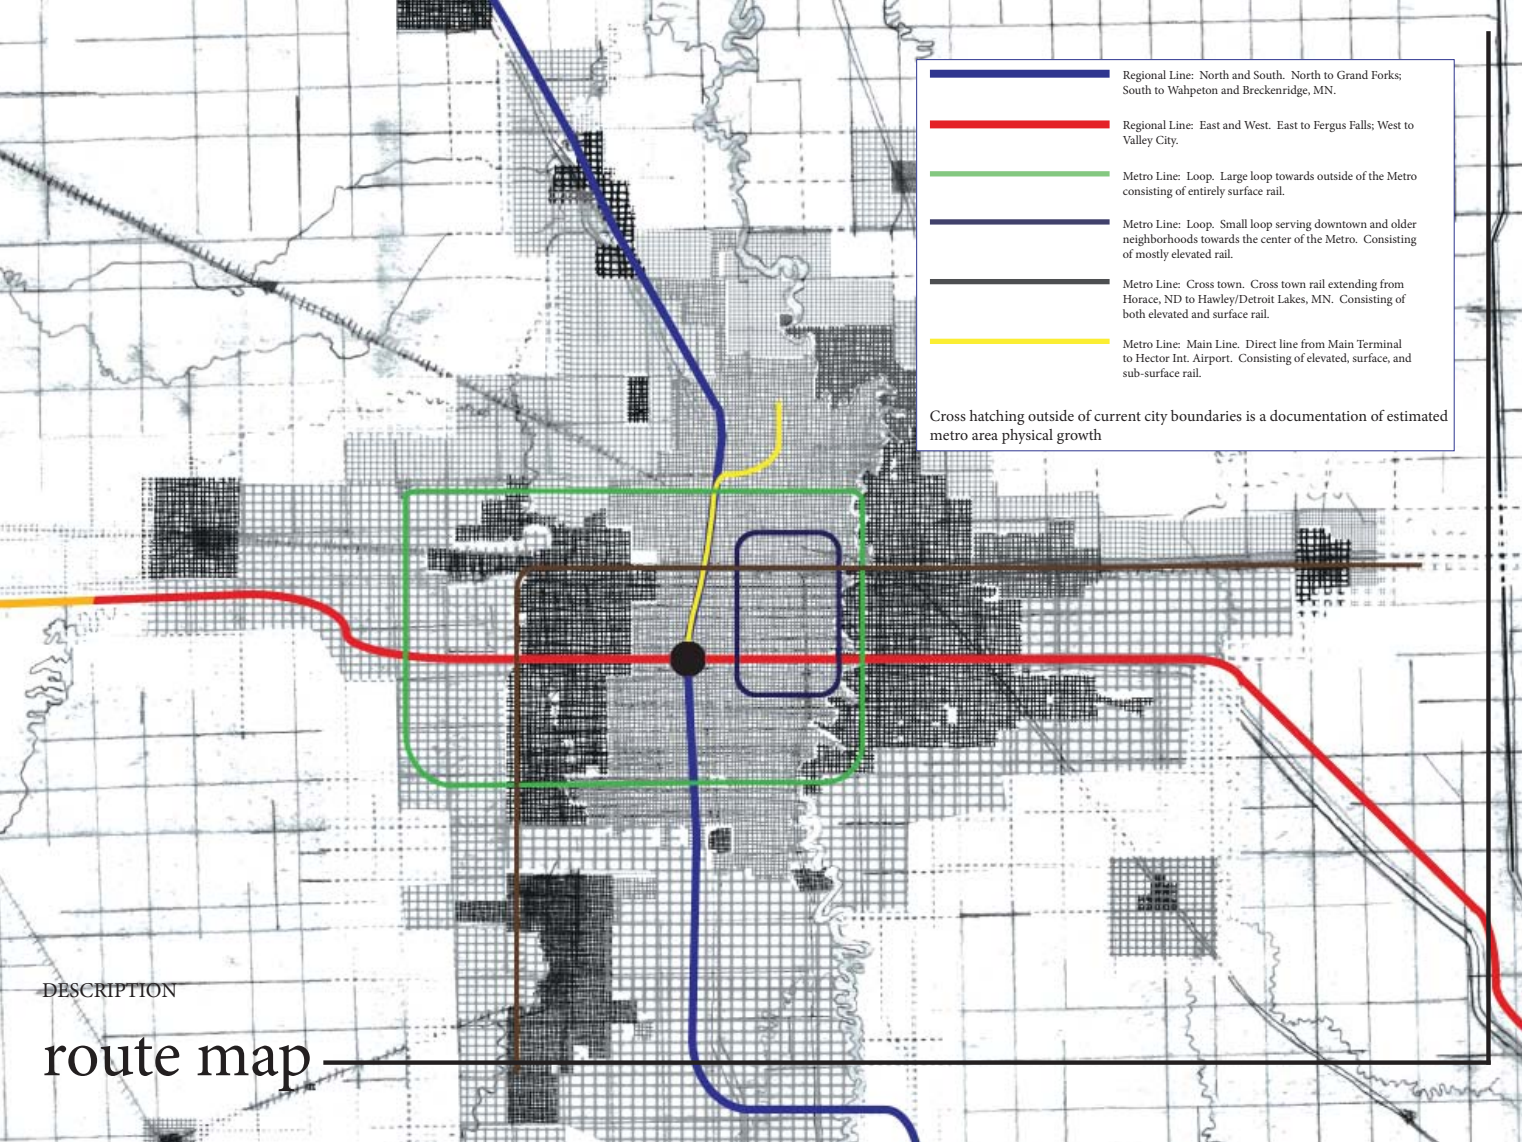 Regional Line: North and South. North to Grand Forks;
South to Wahpeton and Breckenridge, MN.
Regional Line: East and West. East to Fergus Falls; West to
Valley City.
Metro Line: Loop. Large loop towards outside of the Metro
consisting of entirely surface rail.
Metro Line: Loop. Small loop serving downtown and older
neighborhoods towards the center of the Metro. Consisting
of mostly elevated rail.
Metro Line: Cross town. Cross town rail extending from
Horace, ND to Hawley/Detroit Lakes, MN. Consisting of
both elevated and surface rail.
Metro Line: Main Line. Direct line from Main Terminal
to Hector Int. Airport. Consisting of elevated, surface, and
sub-surface rail.
Cross hatching outside of current city boundaries is a documentation of estimated
metro area physical growth
DESCRIPTION
route map